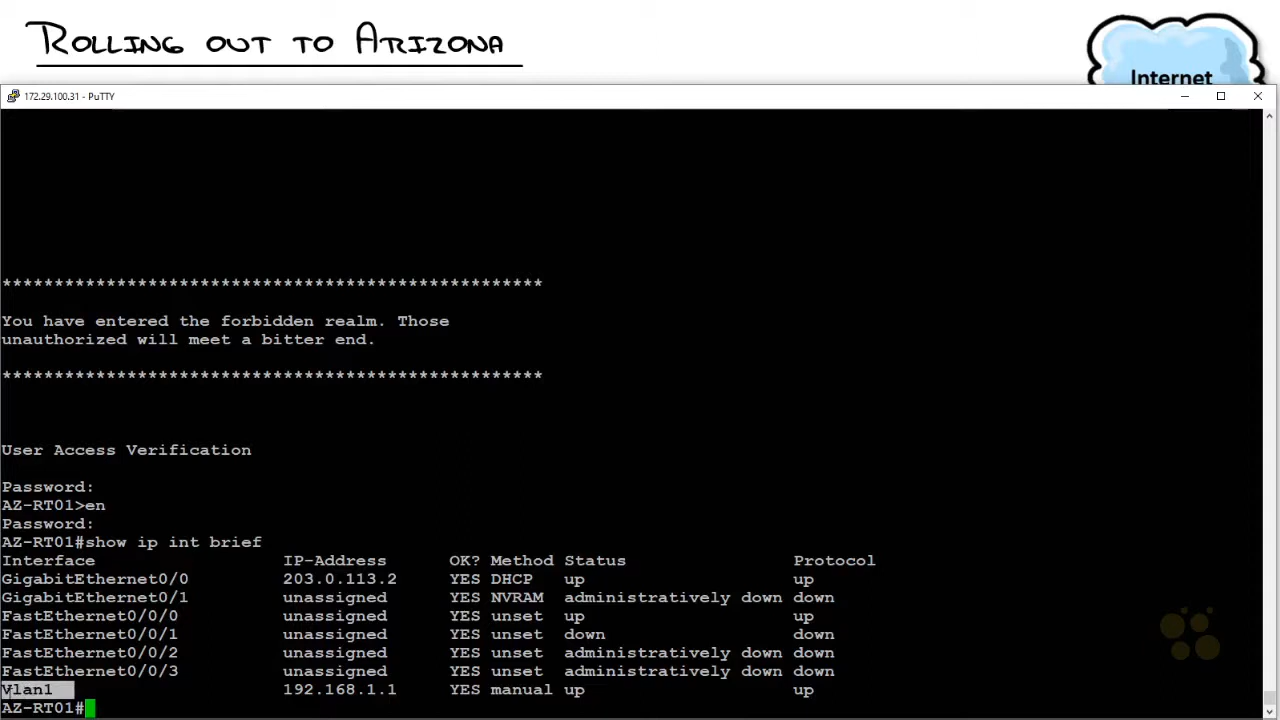 ROLLING OUT TO ARIZONA
Internet
172.29.100.31 - PuTTY
***************************************************
You have entered the forbidden realm. Those
unauthorized will meet a bitter end.
***************************************************
User Access Verification
Password:
AZ-RT01>en
Password:
AZ-RT01#show ip int brief
Interface IP-Address OK? Method Status Protocol
GigabitEthernet0/0 203.0.113.2 YES DHCP up up
GigabitEthernet0/1 unassigned YES NVRAM administratively down down
FastEthernet0/0/0 unassigned YES unset up up
FastEthernet0/0/1 unassigned YES unset down down
FastEthernet0/0/2 unassigned YES unset administratively down down
FastEthernet0/0/3 unassigned YES unset administratively down down
Vlan1 192.168.1.1 YES manual up up
AZ-RT01#